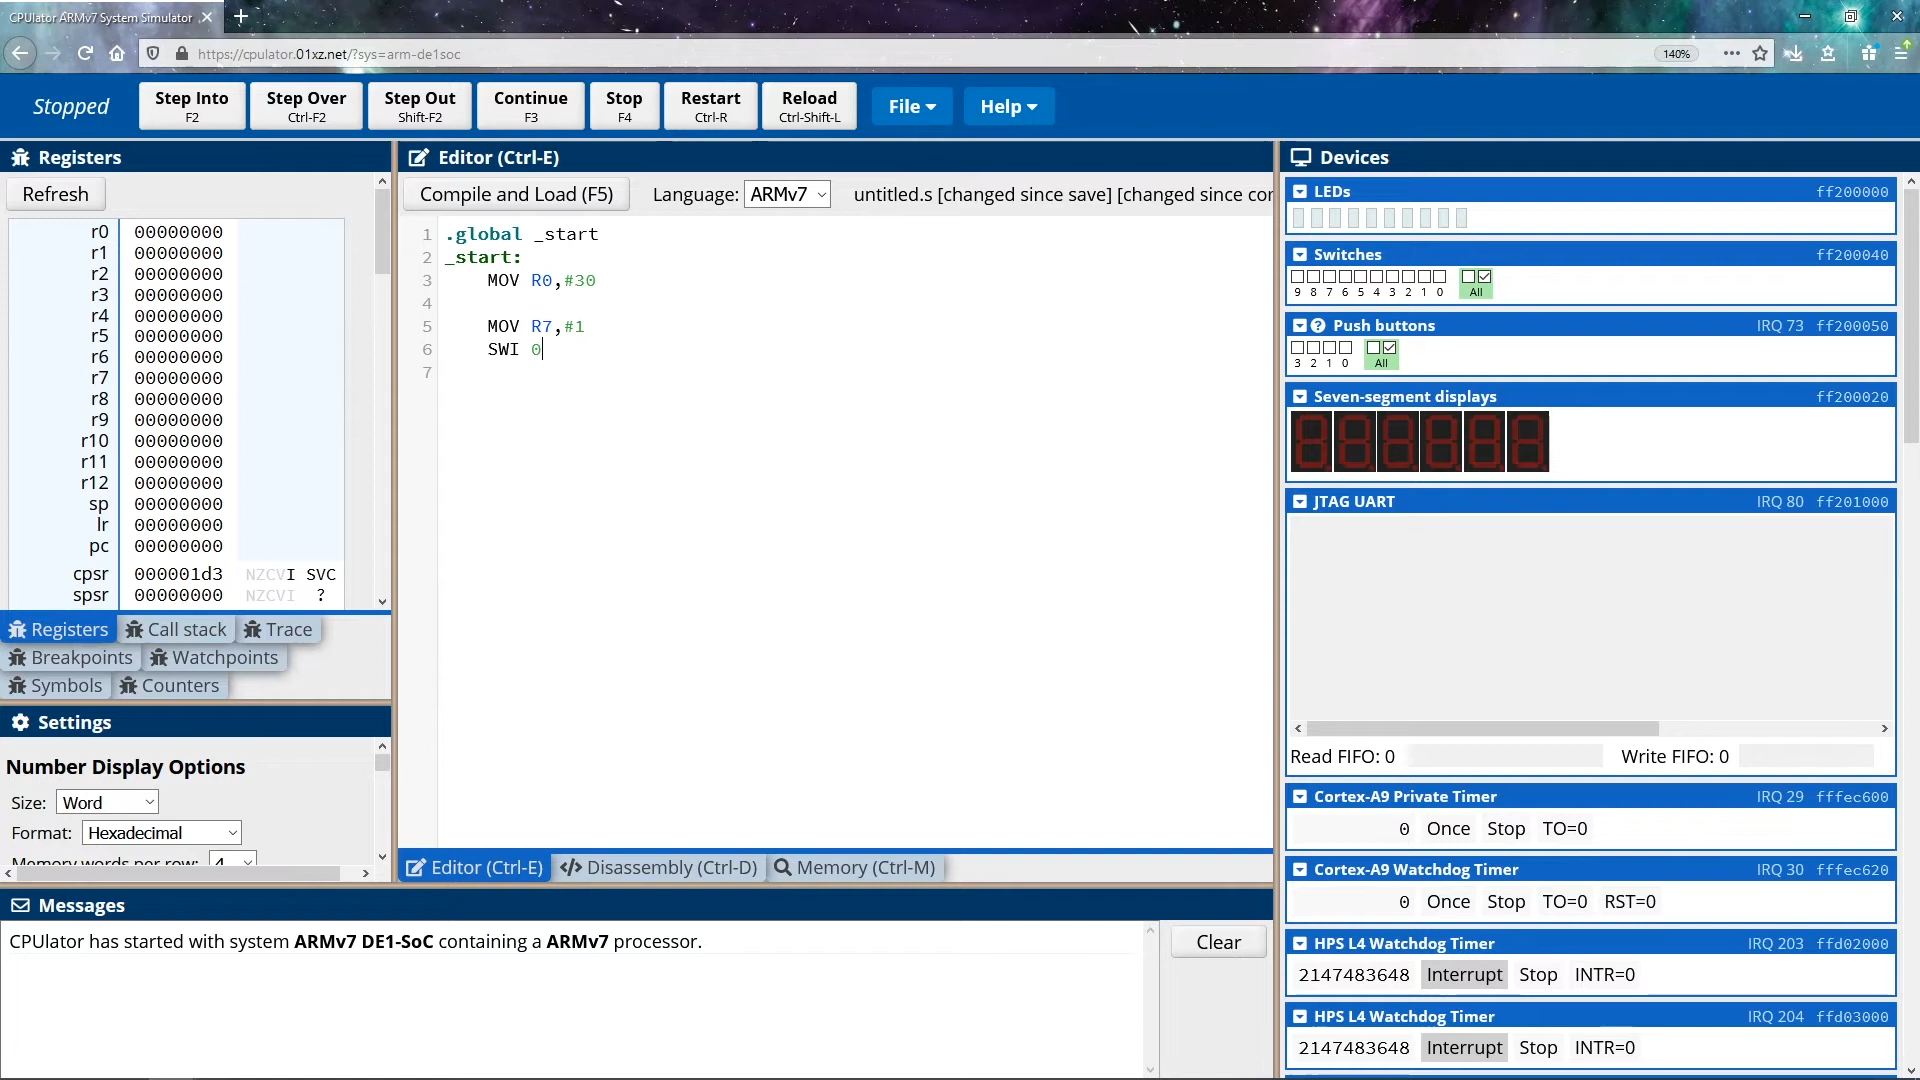 CPUlator ARMv7 System Simulator
https://cpulator.01xz.net/?sys=arm-de1soc
140%
Stopped
Step Into
F2
Step Over
Ctrl-F2
Step Out
Shift-F2
Continue
F3
Stop
F4
Restart
Ctrl-R
Reload
Ctrl-Shift-L
File
Help
Registers
Refresh
r0 00000000
r1 00000000
r2 00000000
r3 00000000
r4 00000000
r5 00000000
r6 00000000
r7 00000000
r8 00000000
r9 00000000
r10 00000000
r11 00000000
r12 00000000
sp 00000000
lr 00000000
pc 00000000
cpsr 000001d3 NZCVI SVC
spsr 00000000 NZCVI ?
Registers Call stack Trace
Breakpoints Watchpoints
Symbols Counters
Settings
Number Display Options
Size: Word
Format: Hexadecimal
Memory words per row: 4
Editor (Ctrl-E)
Compile and Load (F5) Language: ARMv7 untitled.s [changed since save] [changed since cor
1 .global _start
2 _start:
3 MOV R0,#30
4
5 MOV R7,#1
6 SWI 0
7
Editor (Ctrl-E) Disassembly (Ctrl-D) Memory (Ctrl-M)
Messages
CPUlator has started with system ARMv7 DE1-SoC containing a ARMv7 processor.
Clear
Devices
LEDs ff200000
Switches ff200040
9 8 7 6 5 4 3 2 1 0 All
Push buttons IRQ 73 ff200050
3 2 1 0 All
Seven-segment displays ff200020
JTAG UART IRQ 80 ff201000
Read FIFO: 0 Write FIFO: 0
Cortex-A9 Private Timer IRQ 29 fffec600
0 Once Stop TO=0
Cortex-A9 Watchdog Timer IRQ 30 fffec620
0 Once Stop TO=0 RST=0
HPS L4 Watchdog Timer IRQ 203 ffd02000
2147483648 Interrupt Stop INTR=0
HPS L4 Watchdog Timer IRQ 204 ffd03000
2147483648 Interrupt Stop INTR=0